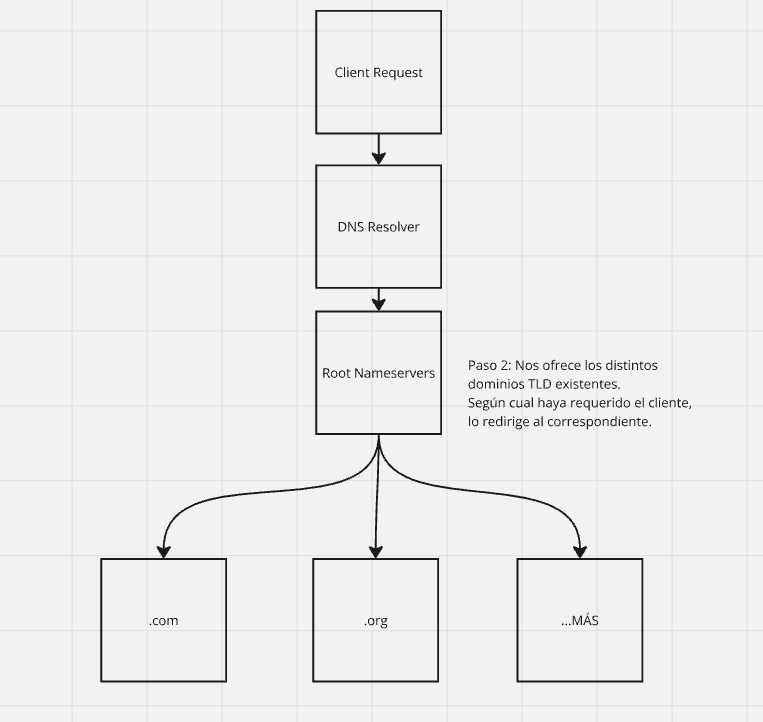 Client Request
DNS Resolver
Root Nameservers
Paso 2: Nos ofrece los distintos
dominios TLD existentes.
Según cual haya requerido el cliente,
lo redirige al correspondiente.
.com
.org
...MÁS